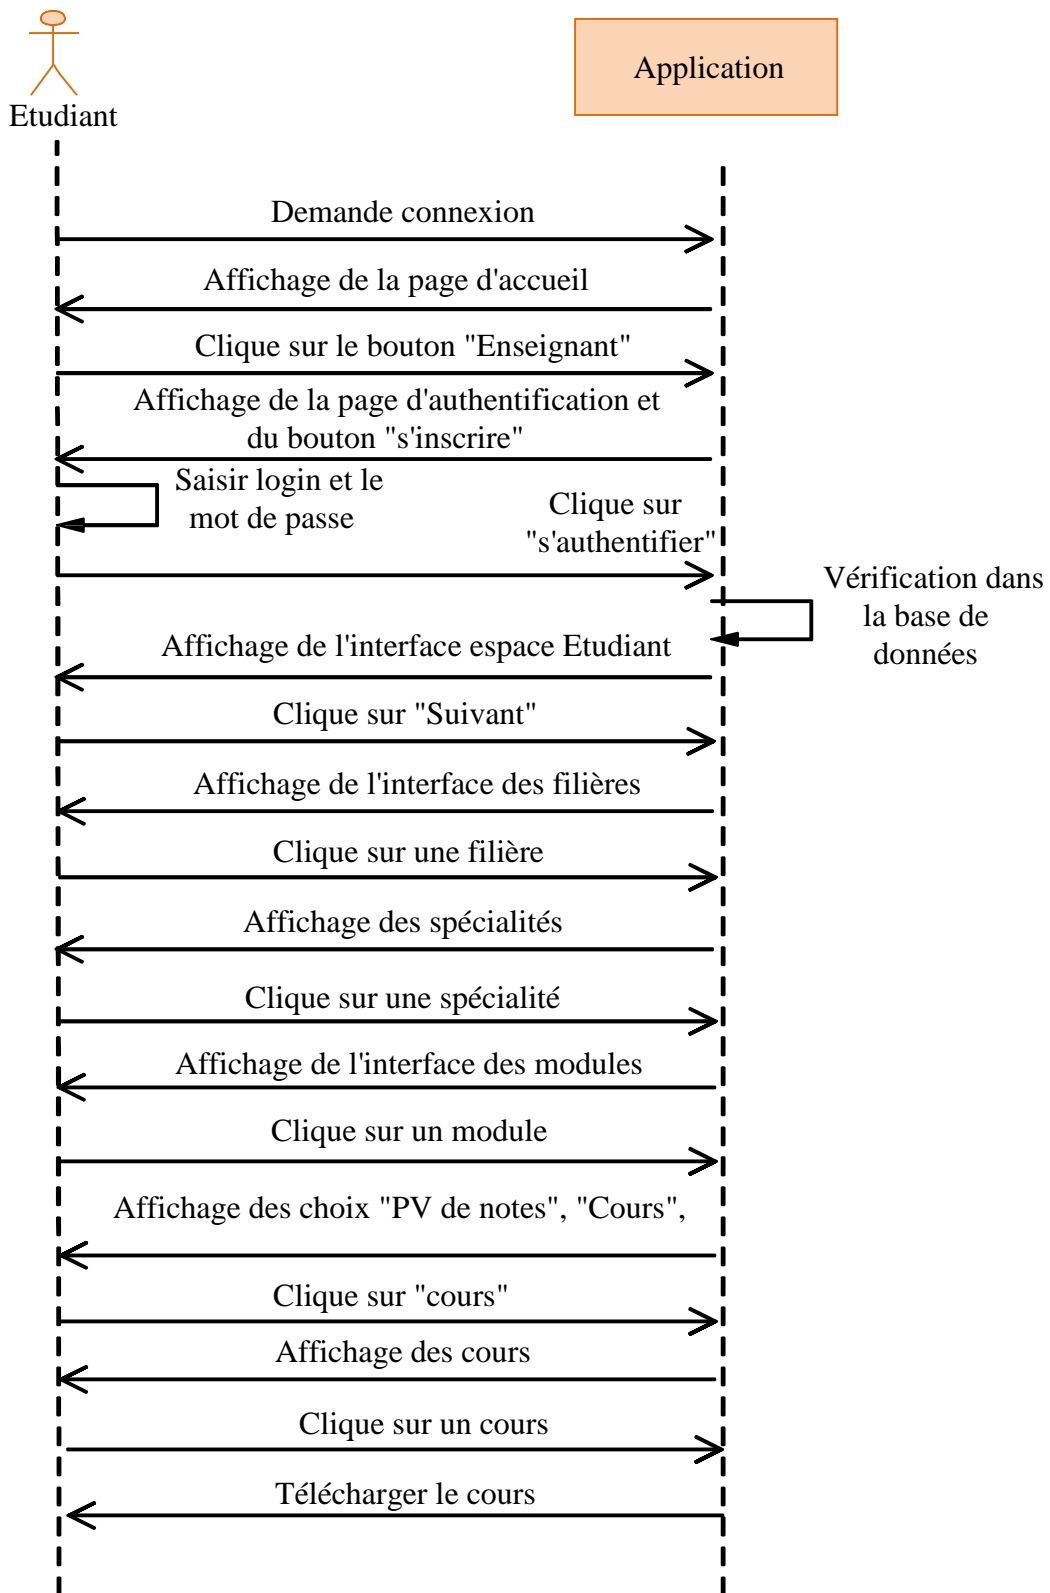 Etudiant
Application
Demande connexion
Affichage de la page d'accueil
Clique sur le bouton "Enseignant"
Affichage de la page d'authentification et
du bouton "s'inscrire"
Saisir login et le
mot de passe
Clique sur
"s'authentifier"
Vérification dans
la base de
données
Affichage de l'interface espace Etudiant
Clique sur "Suivant"
Affichage de l'interface des filières
Clique sur une filière
Affichage des spécialités
Clique sur une spécialité
Affichage de l'interface des modules
Clique sur un module
Affichage des choix "PV de notes", "Cours",
Clique sur "cours"
Affichage des cours
Clique sur un cours
Télécharger le cours